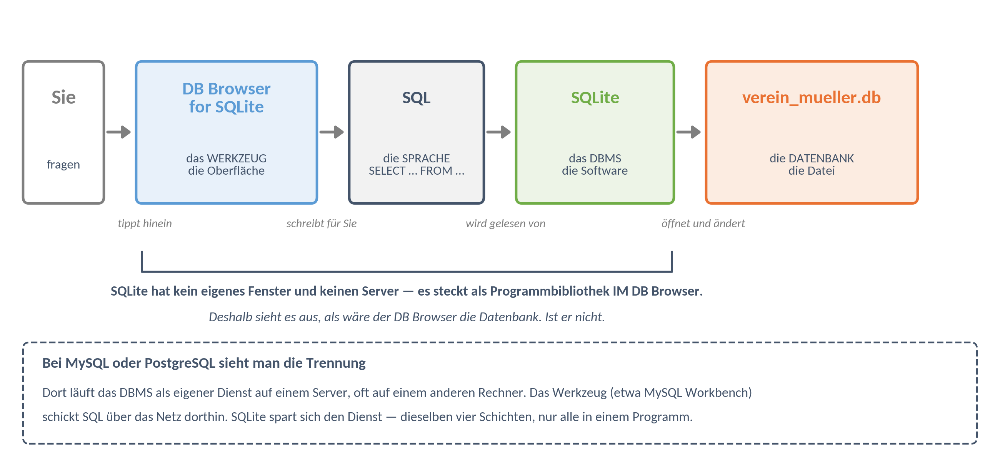 Sie
fragen
DB Browser
for SQLite
das WERKZEUG
die Oberfläche
SQL
die SPRACHE
SELECT ... FROM ...
SQLite
das DBMS
die Software
verein_mueller.db
die DATENBANK
die Datei
tippt hinein
schreibt für Sie
wird gelesen von
öffnet und ändert
SQLite hat kein eigenes Fenster und keinen Server — es steckt als Programmbibliothek IM DB Browser.
Deshalb sieht es aus, als wäre der DB Browser die Datenbank. Ist er nicht.
Bei MySQL oder PostgreSQL sieht man die Trennung
Dort läuft das DBMS als eigener Dienst auf einem Server, oft auf einem anderen Rechner. Das Werkzeug (etwa MySQL Workbench)
schickt SQL über das Netz dorthin. SQLite spart sich den Dienst — dieselben vier Schichten, nur alle in einem Programm.